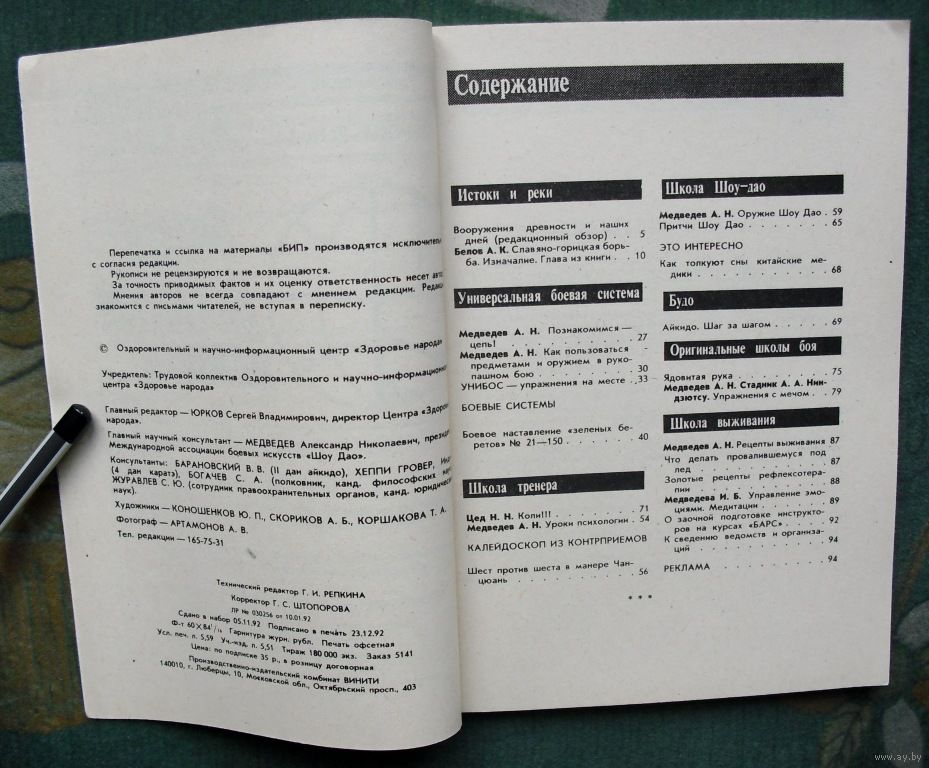 Перепечатка и ссылка на материалы «БИП» производятся исключитель
с согласия редакции.
Рукописи не рецензируются и не возвращаются.
За точность приводимых фактов и их оценку ответственность несет авто
Мнения авторов не всегда совпадают с мнением редакции. Редак
знакомится с письмами читателей, не вступая в переписку.
© Оздоровительный и научно-информационный центр «Здоровье народа»
Учредитель: Трудовой коллектив Оздоровительного и научно-информационн
центра «Здоровье народа»
Главный редактор — ЮРКОВ Сергей Владимирович, директор Центра «Здоро
народа».
Главный научный консультант — МЕДВЕДЕВ Александр Николаевич, президен
Международной ассоциации боевых искусств «Шоу Дао».
Консультанты: БАРАНОВСКИЙ В. В. (II дан айкидо), ХЕППИ ГРОВЕР, Инд
(4 дан каратэ), БОГАЧЕВ С. А. (полковник, канд. философских наук
ЖУРАВЛЕВ С. Ю. (сотрудник правоохранительных органов, канд. юридичес
наук).
Художники — КОНОШЕНКОВ Ю. П., СКОРИКОВ А. Б., КОРШАКОВА Т. А.
Фотограф — АРТАМОНОВ А. В.
Тел. редакции — 165-75-31
Технический редактор Г. И. РЕПКИНА
Корректор Г. С. ШТОПОРОВА
ЛР № 030256 от 10.01.92
Сдано в набор 05.11.92 Подписано в печать 23.12.92
Ф-т 60×84¹/₁₆ Гарнитура журн. рубл. Печать офсетная
Усл. печ. л. 5,59 Уч.-изд. л. 5,51 Тираж 180 000 экз. Заказ 5141
Цена: по подписке 35 р., в розницу договорная
Производственно-издательский комбинат ВИНИТИ
140010, г. Люберцы, 10, Московской обл., Октябрьский просп., 403
Содержание
Истоки и реки
Вооружения древности и наших
дней (редакционный обзор) . 5
Белов А. К. Славяно-горицкая борь-
ба. Изначалие. Глава из книги . 10
Универсальная боевая система
Медведев А. Н. Познакомимся —
цепь! . . . . . . . 27
Медведев А. Н. Как пользоваться
предметами и оружием в руко-
пашном бою . . . . . . 30
УНИБОС — упражнения на месте . 33
БОЕВЫЕ СИСТЕМЫ
Боевое наставление «зеленых бе-
ретов» № 21—150 . . . . . 40
Школа тренера
Цед Н. Н. Копи!!! . . . . . 71
Медведев А. Н. Уроки психологии . 54
КАЛЕЙДОСКОП ИЗ КОНТРПРИЕМОВ
Шест против шеста в манере Чан-
цюань . . . . . . . 56
Школа Шоу-дао
Медведев А. Н. Оружие Шоу Дао . 59
Притчи Шоу Дао . . . . . 65
ЭТО ИНТЕРЕСНО
Как толкуют сны китайские ме-
дики . . . . . . . . 68
Будо
Айкидо. Шаг за шагом . . . . . 69
Оригинальные школы боя
Ядовитая рука . . . . . . 75
Медведев А. Н. Стадник А. А. Нин-
дзютсу. Упражнения с мечом . . 79
Школа выживания
Медведев А. Н. Рецепты выживания 87
Что делать провалившемуся под
лед . . . . . . . . 87
Золотые рецепты рефлексотера-
пии . . . . . . . . 88
Медведева И. Б. Управление эмо-
циями. Медитации . . . . . 89
О заочной подготовке инструкто-
ров на курсах «БАРС» . . . . 92
К сведению ведомств и организа-
ций . . . . . . . . 94
РЕКЛАМА . . . . . . . 94
* * *
www.ay.by